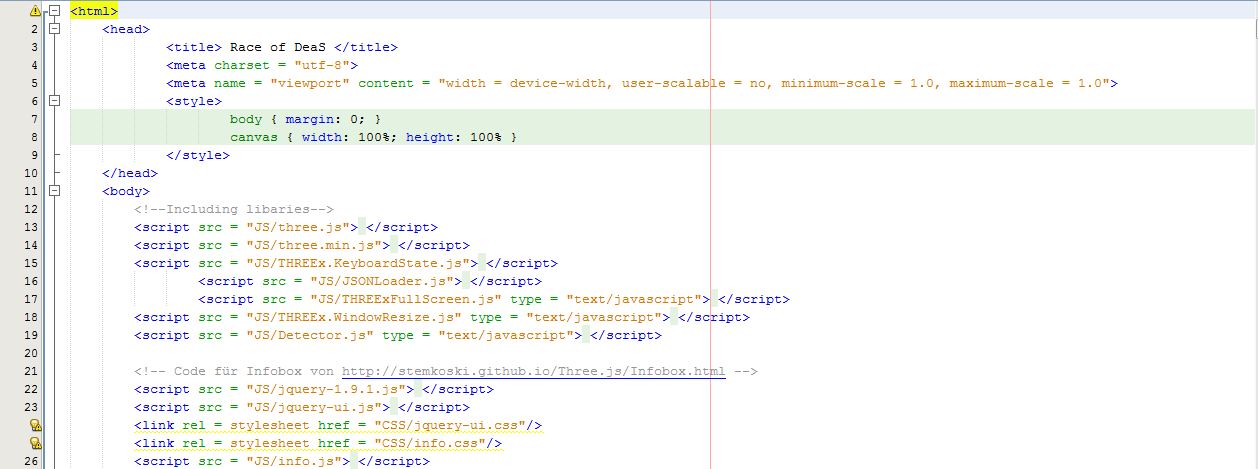 <html>
2 <head>
3 <title> Race of DeaS </title>
4 <meta charset = "utf-8">
5 <meta name = "viewport" content = "width = device-width, user-scalable = no, minimum-scale = 1.0, maximum-scale = 1.0">
6 <style>
7 body { margin: 0; }
8 canvas { width: 100%; height: 100% }
9 </style>
10 </head>
11 <body>
12 <!--Including libaries-->
13 <script src = "JS/three.js"> </script>
14 <script src = "JS/three.min.js"> </script>
15 <script src = "JS/THREEx.KeyboardState.js"> </script>
16 <script src = "JS/JSONLoader.js"> </script>
17 <script src = "JS/THREExFullScreen.js" type = "text/javascript"> </script>
18 <script src = "JS/THREEx.WindowResize.js" type = "text/javascript"> </script>
19 <script src = "JS/Detector.js" type = "text/javascript"> </script>
20
21 <!-- Code für Infobox von http://stemkoski.github.io/Three.js/Infobox.html -->
22 <script src = "JS/jquery-1.9.1.js"> </script>
23 <script src = "JS/jquery-ui.js"> </script>
<link rel = stylesheet href = "CSS/jquery-ui.css"/>
<link rel = stylesheet href = "CSS/info.css"/>
26 <script src = "JS/info.js"> </script>